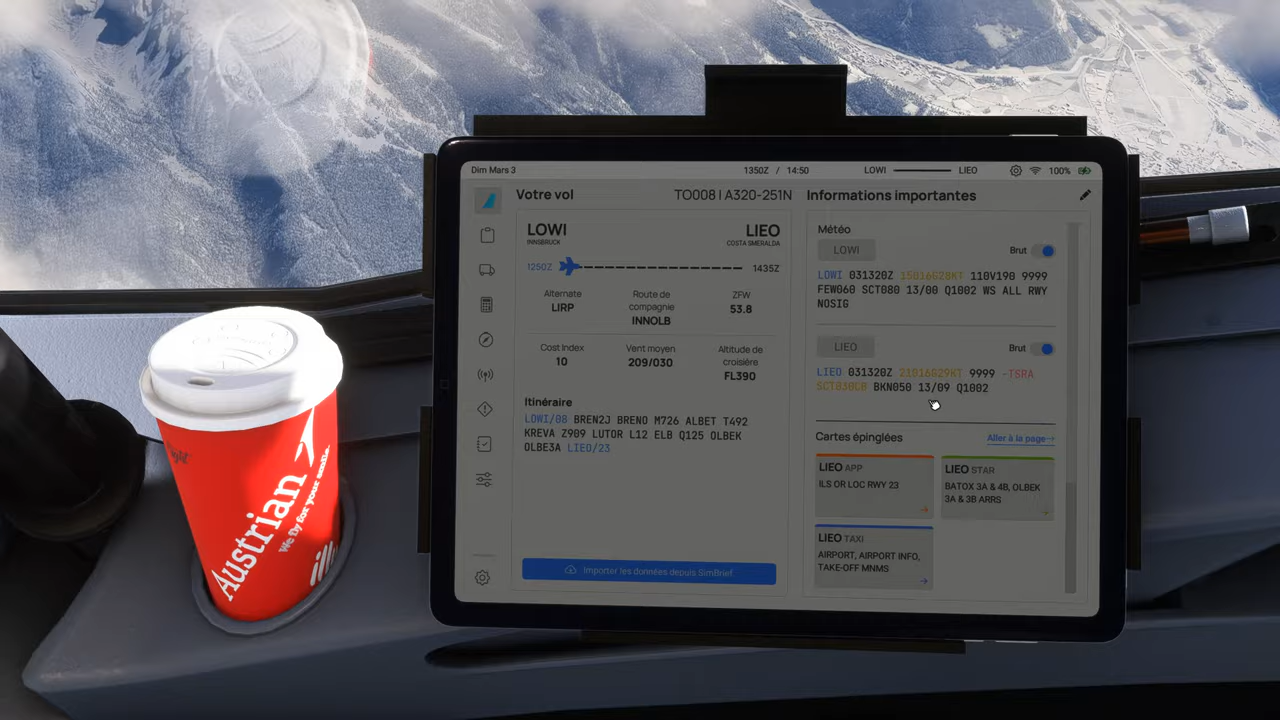 Dim Mars 3
1350Z / 14:50
LOWI
LIEO
100%
Votre vol
TO008 | A320-251N
LOWI
INNSBRUCK
LIEO
COSTA SMERALDA
1250Z
1435Z
Alternate
LIRP
Route de
compagnie
INNOLB
ZFW
53.8
Cost Index
10
Vent moyen
209/030
Altitude de
croisière
FL390
Itinéraire
LOWI/08 BREN2J BRENO M726 ALBET T492
KREVA Z909 LUTOR L12 ELB Q125 OLBEK
OLBE3A LIEO/23
Importer les données depuis SimBrief
Informations importantes
Météo
LOWI
Brut
LOWI 031320Z 15016G28KT 110V190 9999
FEW060 SCT080 13/00 Q1002 WS ALL RWY
NOSIG
LIEO
Brut
LIEO 031320Z 21016G29KT 9999 -TSRA
SCT030CB BKN050 13/09 Q1002
Cartes épinglées
Aller à la page
LIEO APP
ILS OR LOC RWY 23
LIEO STAR
BATOX 3A & 4B, OLBEK
3A & 3B ARRS
LIEO TAXI
AIRPORT, AIRPORT INFO,
TAKE-OFF MNMS
Austrian
We fly for your smile.